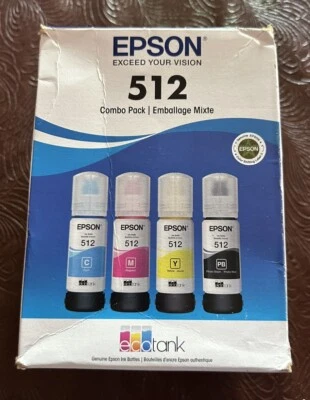 EPSON®
EXCEED YOUR VISION
512
Combo Pack | Emballage Mixte
EPSON
EPSON
512
C
EPSON
512
M
EPSON
512
Y
EPSON
512
PB
ecotank
Genuine Epson Ink Bottles | Bouteilles d'encre Epson authentique